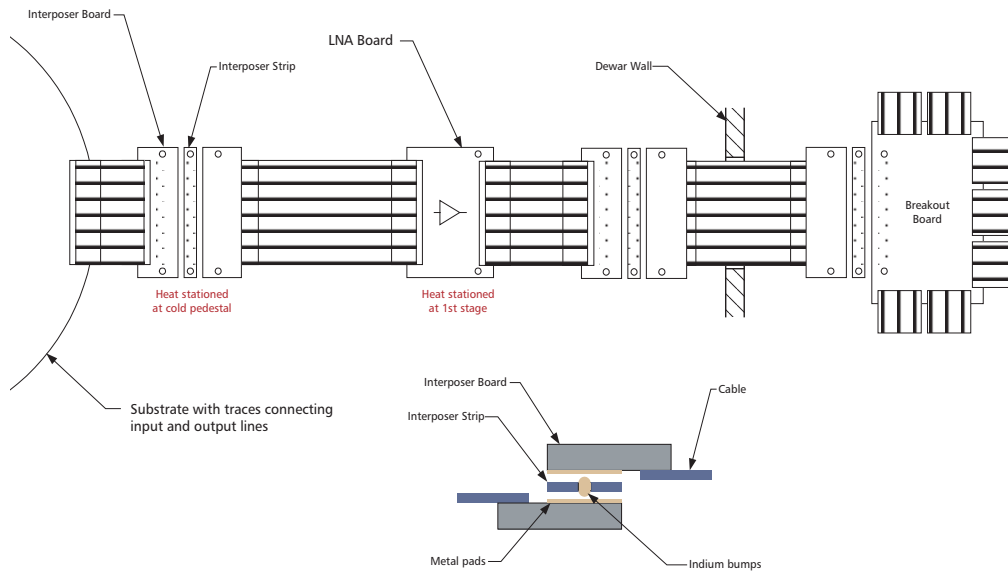 Interposer Board
LNA Board
Interposer Strip
Dewar Wall
Breakout
Board
Heat stationed
at cold pedestal
Heat stationed
at 1st stage
Substrate with traces connecting
input and output lines
Interposer Board
Cable
Interposer Strip
Metal pads
Indium bumps